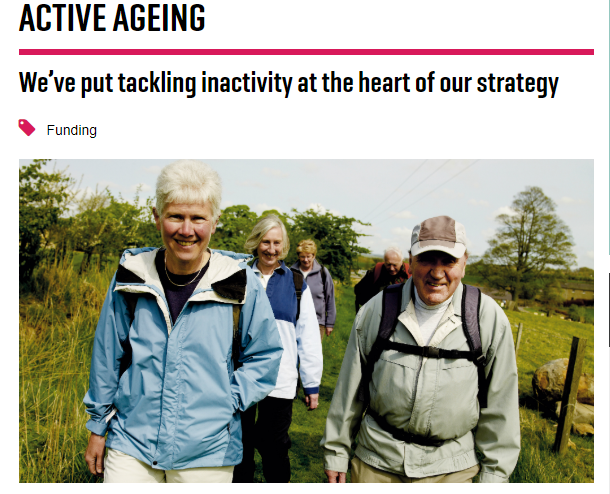 ACTIVE AGEING
We've put tackling inactivity at the heart of our strategy
Funding